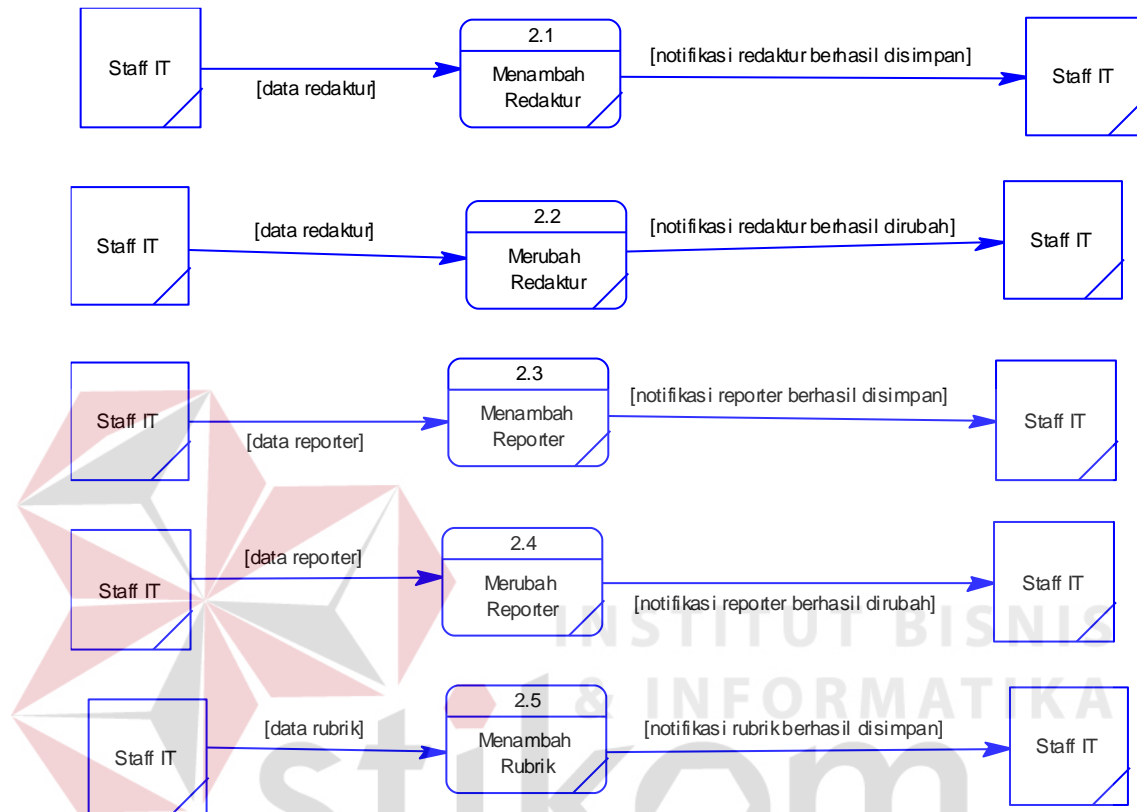 2.1
[notifikasi redaktur berhasil disimpan]
Staff IT
Menambah
Redaktur
Staff IT
[data redaktur]
2.2
[data redaktur]
[notifikasi redaktur berhasil dirubah]
Staff IT
Merubah
Redaktur
Staff IT
2.3
[notifikasi reporter berhasil disimpan]
Staff IT
Menambah
Reporter
Staff IT
[data reporter]
2.4
[data reporter]
Staff IT
Merubah
Reporter
Staff IT
[notifikasi reporter berhasil dirubah]
INSTITUT BISNIS
& INFORMATIKA
2.5
[data rubrik]
[notifikasi rubrik berhasil disimpan]
Staff IT
Menambah
Rubrik
Staff IT
stikom